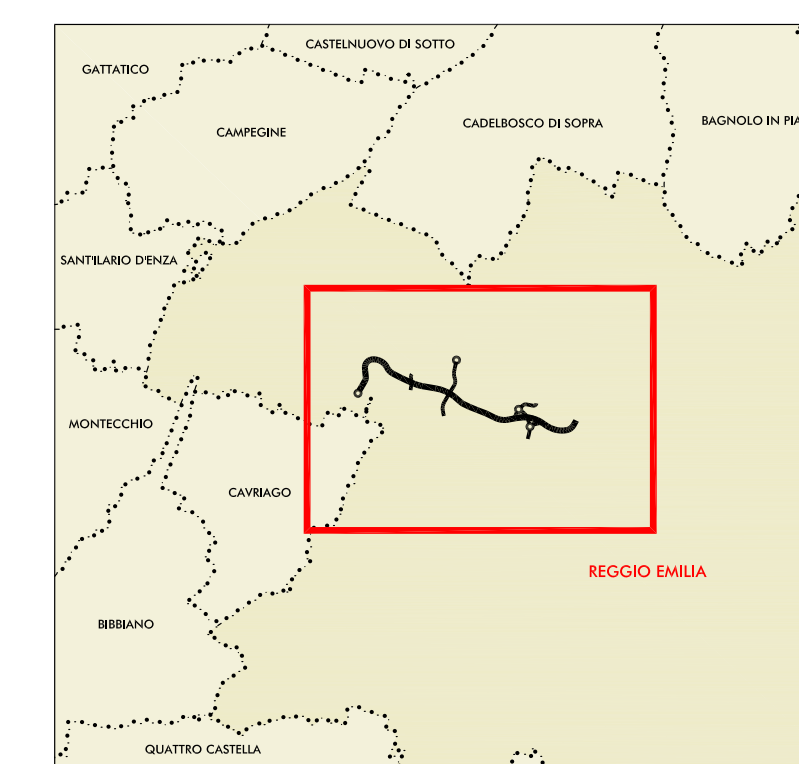 CASTELNUOVO DI SOTTO
GATTATICO
CAMPEGINE
CADELBOSCO DI SOPRA
BAGNOLO IN PIA
SANT'ILARIO D'ENZA
MONTECCHIO
CAVRIAGO
REGGIO EMILIA
BIBBIANO
QUATTRO CASTELLA